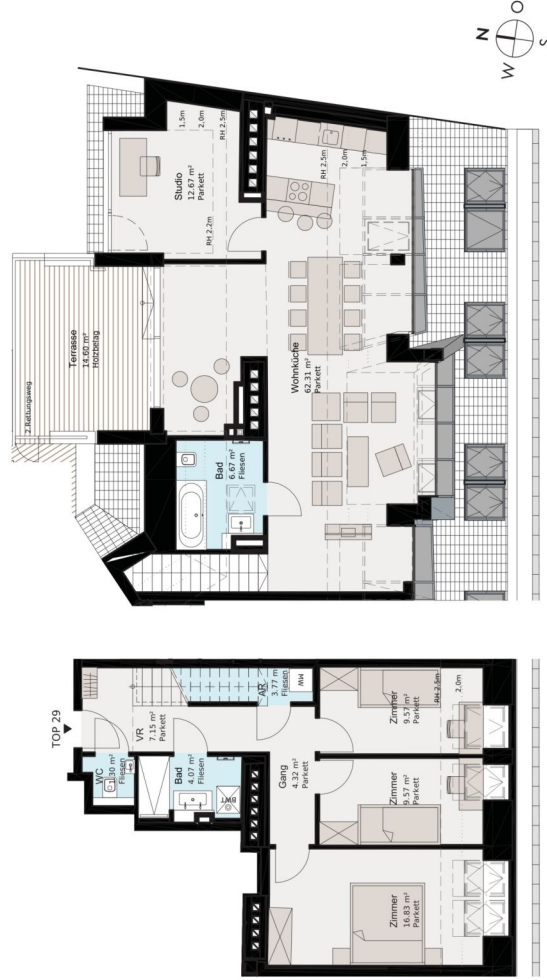 N
O
W
S
2.Rettungsweg
Terrasse
14.60 m²
Holzbelag
Studio
12.67 m²
Parkett
1,5m
2,0m
RH 2.5m
RH 2.2m
RH 2.5m
2,0m
1,5m
Wohnküche
62.31 m²
Parkett
Bad
6.67 m²
Fliesen
TOP 29
VR
7.15 m²
Parkett
WC
1.30 m²
Fliesen
Bad
4.07 m²
Fliesen
BWT
AR
3.77 m²
Fliesen
MW
Gang
4.32 m²
Parkett
Zimmer
9.57 m²
Parkett
RH 2.5m
2,0m
Zimmer
9.57 m²
Parkett
Zimmer
16.83 m²
Parkett